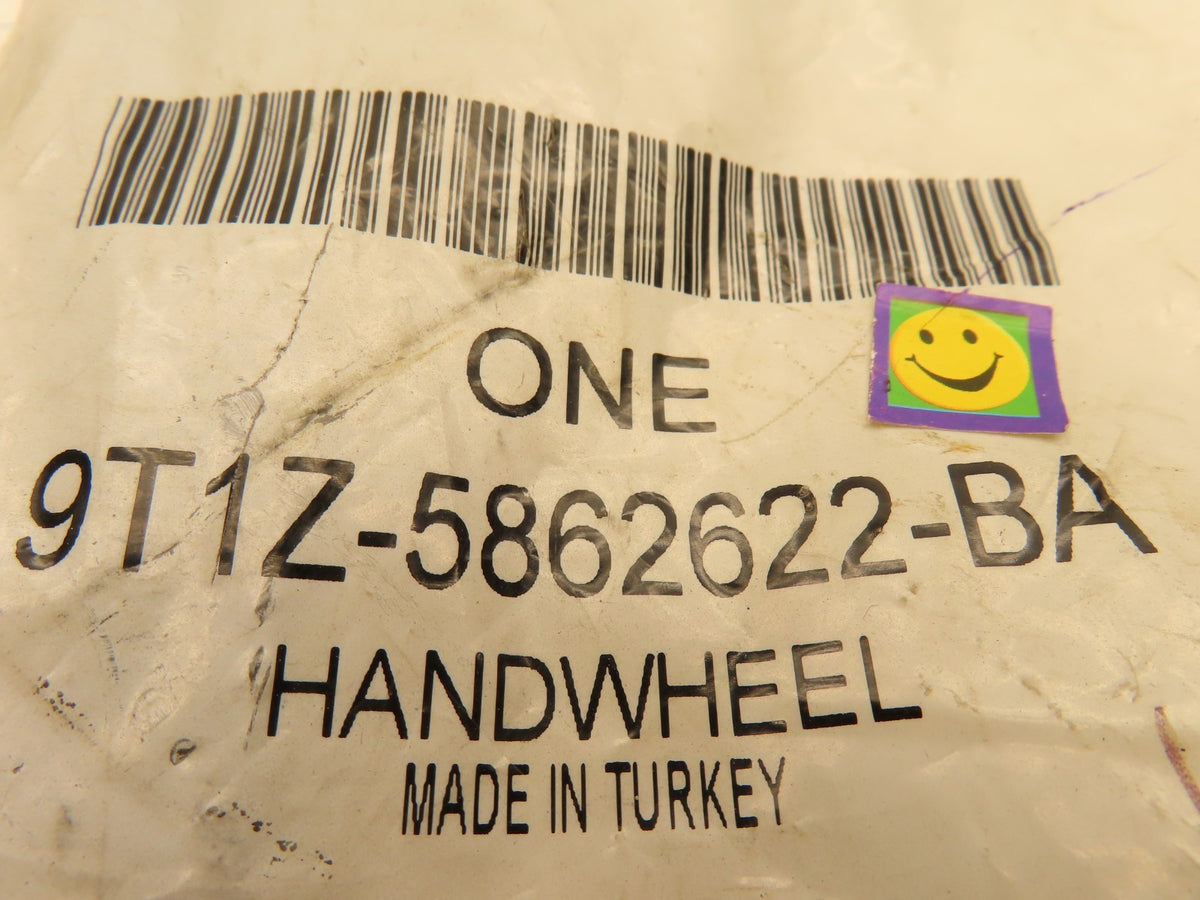 ONE
9T1Z-5862622-BA
HANDWHEEL
MADE IN TURKEY